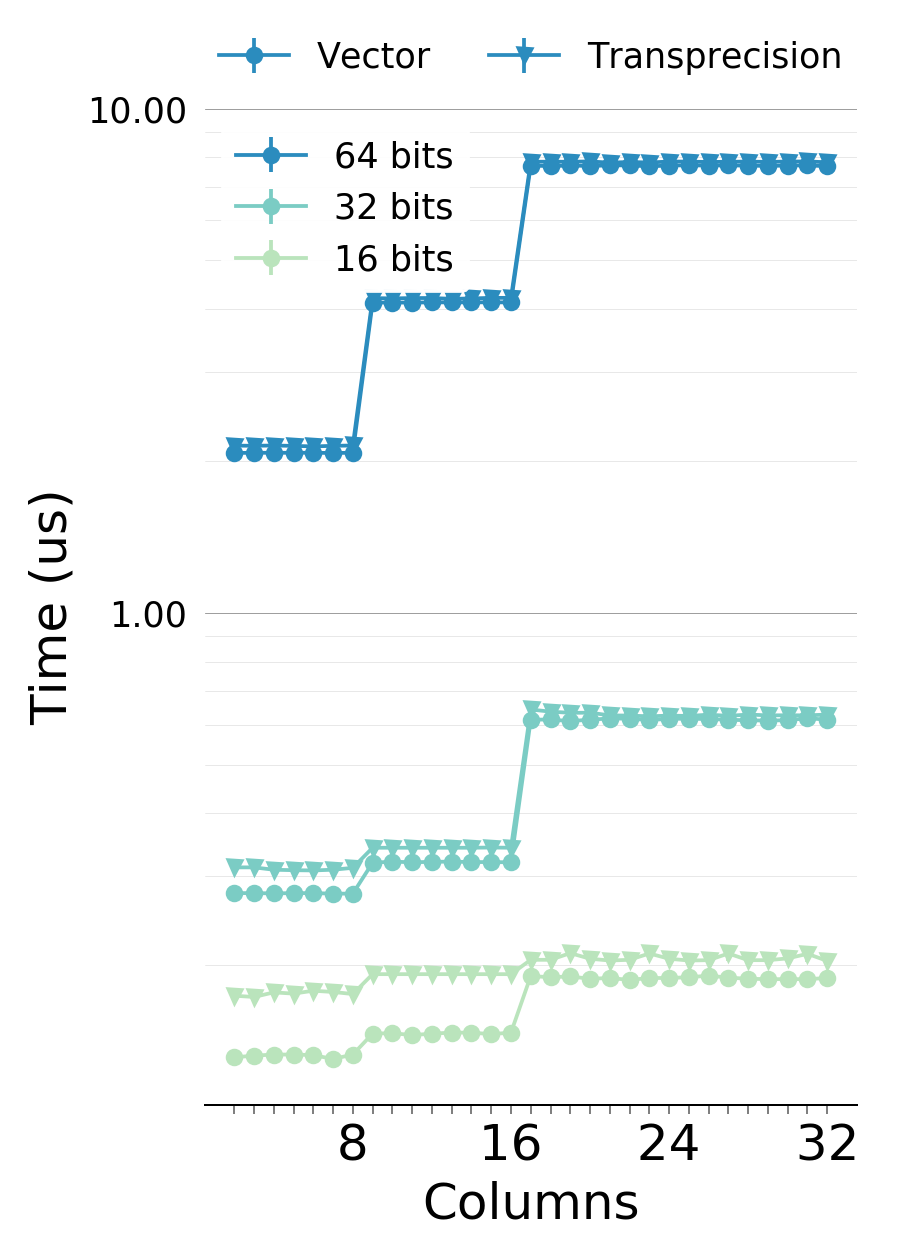 Vector Transprecision
10.00
64 bits
32 bits
16 bits
1.00
Time (us)
8 16 24 32
Columns